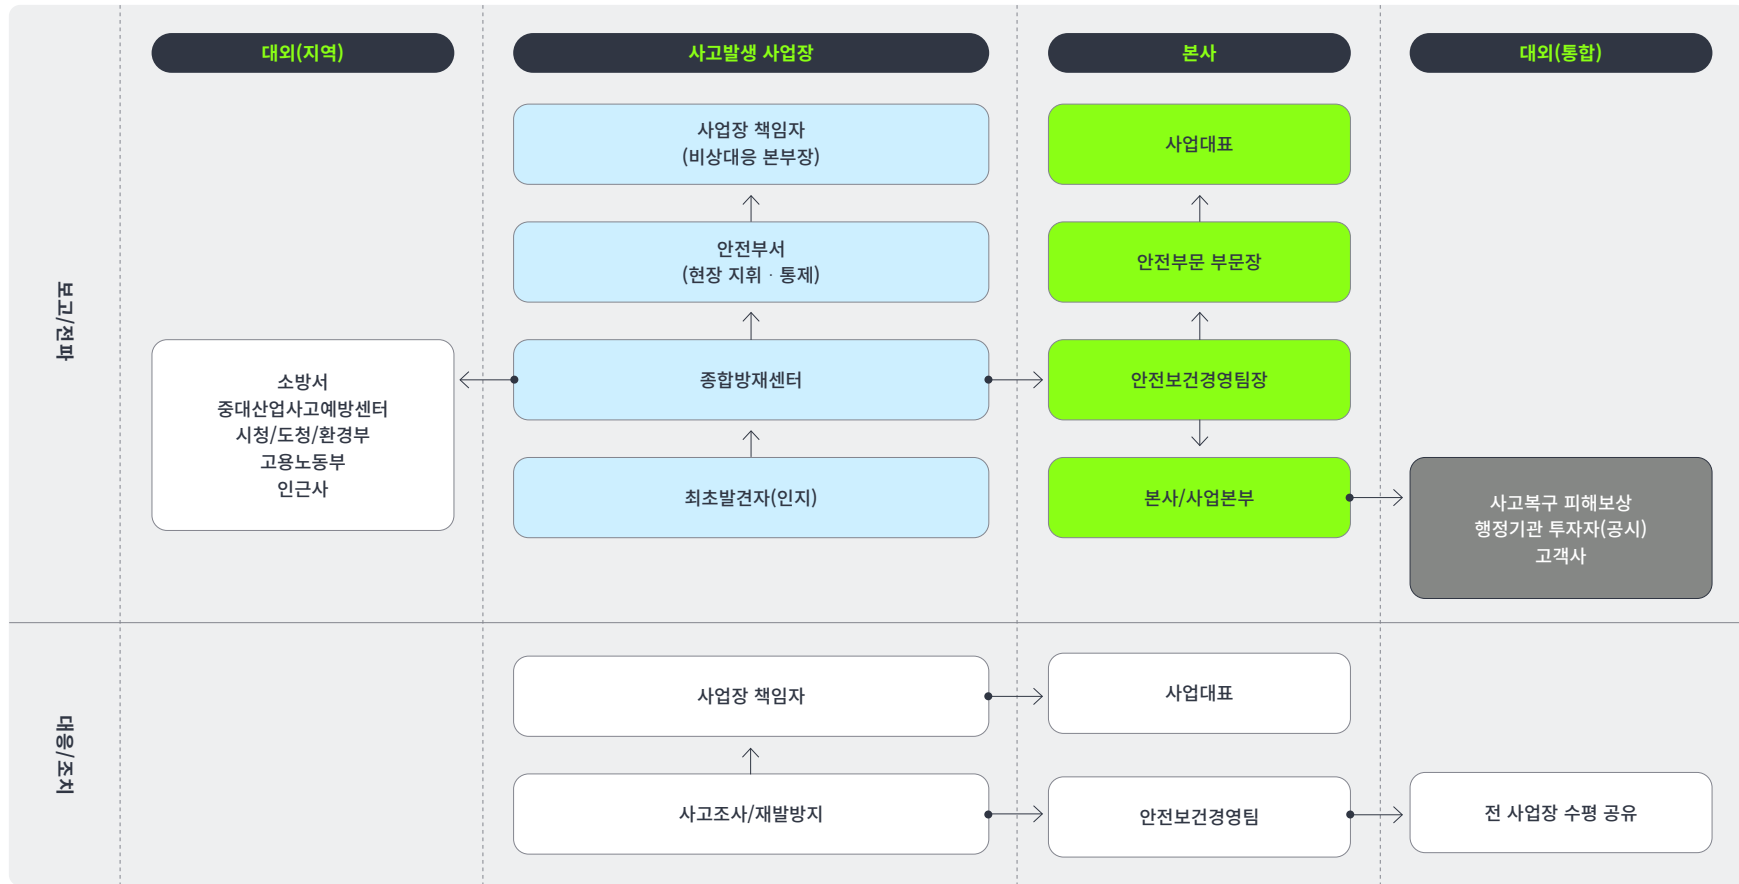 대외(지역)
사고발생 사업장
본사
대외(통합)
보고/전파
사업장 책임자
(비상대응 본부장)
사업대표
안전부서
(현장 지휘 · 통제)
안전부문 부문장
소방서
중대산업사고예방센터
시청/도청/환경부
고용노동부
인근사
종합방재센터
안전보건경영팀장
최초발견자(인지)
본사/사업본부
사고복구 피해보상
행정기관 투자자(공시)
고객사
대응/조치
사업장 책임자
사업대표
사고조사/재발방지
안전보건경영팀
전 사업장 수평 공유